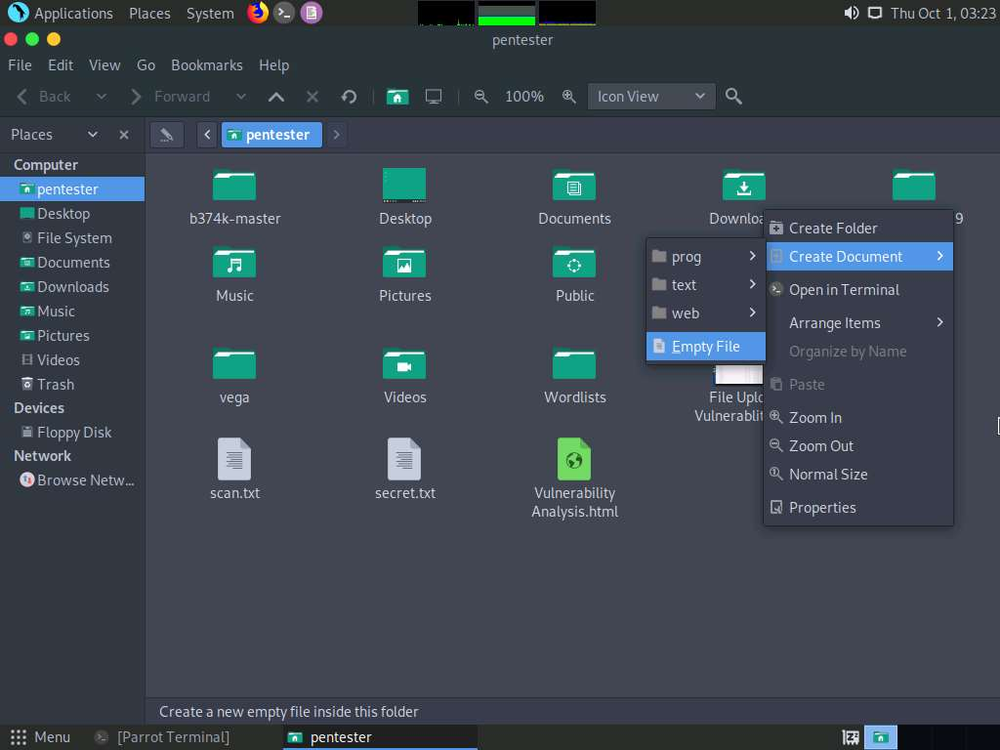 Applications Places System
Thu Oct 1, 03:23
pentester
File Edit View Go Bookmarks Help
Back Forward 100% Icon View
Places
pentester
Computer
pentester
Desktop
File System
Documents
Downloads
Music
Pictures
Videos
Trash
Devices
Floppy Disk
Network
Browse Netw...
b374k-master
Desktop
Documents
Downloa
9
Music
Pictures
Public
vega
Videos
Wordlists
File Uplo
Vulnerablit
scan.txt
secret.txt
Vulnerability
Analysis.html
prog
text
web
Empty File
Create Folder
Create Document
Open in Terminal
Arrange Items
Organize by Name
Paste
Zoom In
Zoom Out
Normal Size
Properties
Create a new empty file inside this folder
Menu
[Parrot Terminal]
pentester